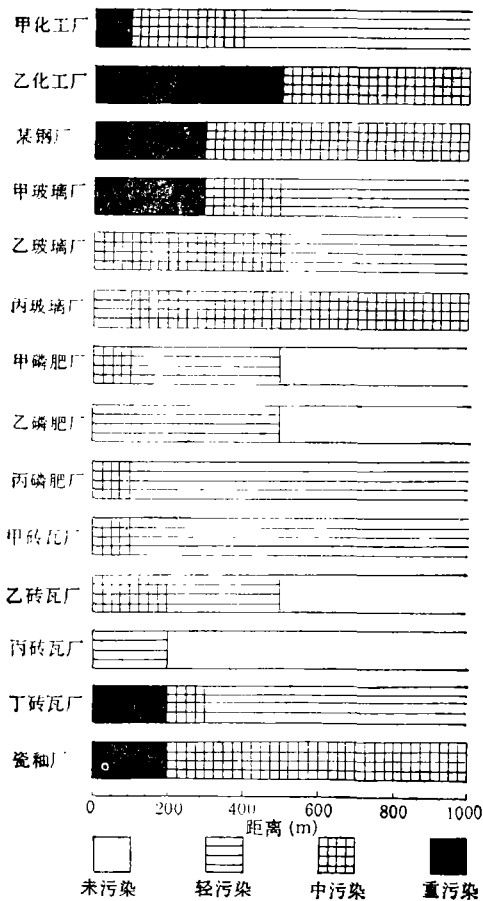 甲化工厂
乙化工厂
某钢厂
甲玻璃厂
乙玻璃厂
丙玻璃厂
甲磷肥厂
乙磷肥厂
丙磷肥厂
甲砖瓦厂
乙砖瓦厂
丙砖瓦厂
丁砖瓦厂
瓷釉厂
0 200 400 600 800 1000
距离 (m)
未污染 轻污染 中污染 重污染